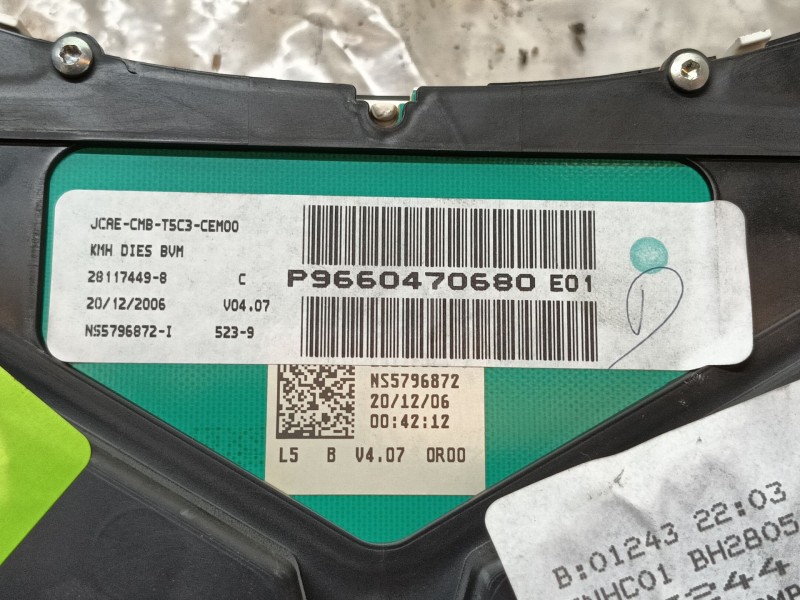 JCAE-CMB-T5C3-CEM00
KMH DIES BVM
28117449-8 C
20/12/2006 V04.07
NS5796872-I 523-9
P9660470680 E01
NS5796872
20/12/06
00:42:12
L5 B V4.07 0R00
B:01243 22:03
NHC01 BH2805
244